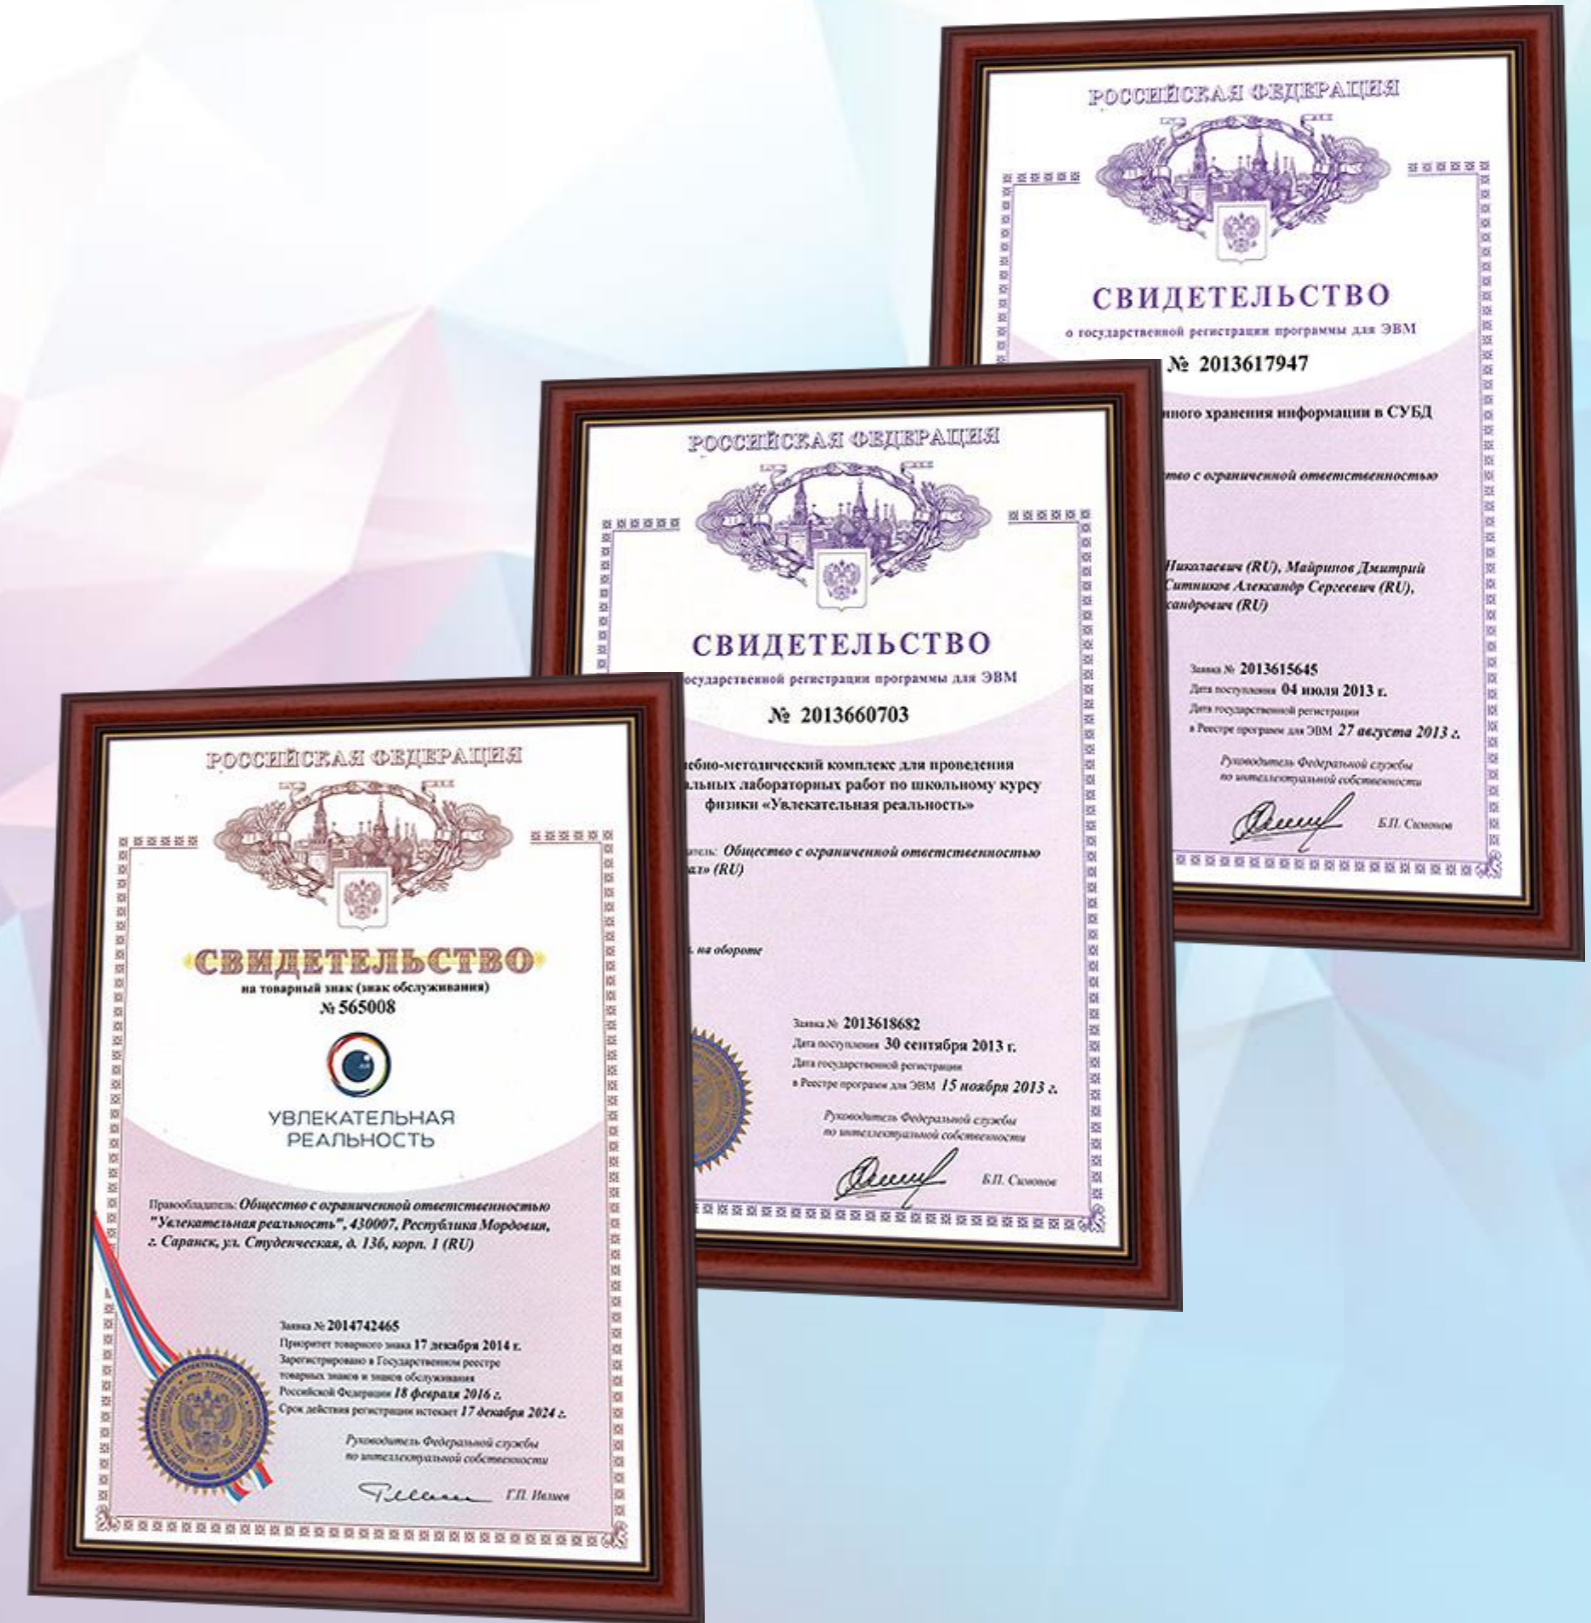 РОССИЙСКАЯ ФЕДЕРАЦИЯ
СВИДЕТЕЛЬСТВО
на товарный знак (знак обслуживания)
№ 565008
УВЛЕКАТЕЛЬНАЯ
РЕАЛЬНОСТЬ
Правообладатель: Общество с ограниченной ответственностью
"Увлекательная реальность", 430007, Республика Мордовия,
г. Саранск, ул. Студенческая, д. 136, корп. 1 (RU)
Заявка № 2014742465
Приоритет товарного знака 17 декабря 2014 г.
Зарегистрировано в Государственном реестре
товарных знаков и знаков обслуживания
Российской Федерации 18 февраля 2016 г.
Срок действия регистрации истекает 17 декабря 2024 г.
Руководитель Федеральной службы
по интеллектуальной собственности
Г.П. Ивлиев
РОССИЙСКАЯ ФЕДЕРАЦИЯ
СВИДЕТЕЛЬСТВО
осударственной регистрации программы для ЭВМ
№ 2013660703
ебно-методический комплекс для проведения
альных лабораторных работ по школьному курсу
физики «Увлекательная реальность»
атель: Общество с ограниченной ответственностью
ал» (RU)
. на обороте
Заявка № 2013618682
Дата поступления 30 сентября 2013 г.
Дата государственной регистрации
в Реестре программ для ЭВМ 15 ноября 2013 г.
Руководитель Федеральной службы
по интеллектуальной собственности
Б.П. Симонов
РОССИЙСКАЯ ФЕДЕРАЦИЯ
СВИДЕТЕЛЬСТВО
о государственной регистрации программы для ЭВМ
№ 2013617947
нного хранения информации в СУБД
тво с ограниченной ответственностью
Николаевич (RU), Майринов Дмитрий
Ситников Александр Сергеевич (RU),
сандрович (RU)
Заявка № 2013615645
Дата поступления 04 июля 2013 г.
Дата государственной регистрации
в Реестре программ для ЭВМ 27 августа 2013 г.
Руководитель Федеральной службы
по интеллектуальной собственности
Б.П. Симонов